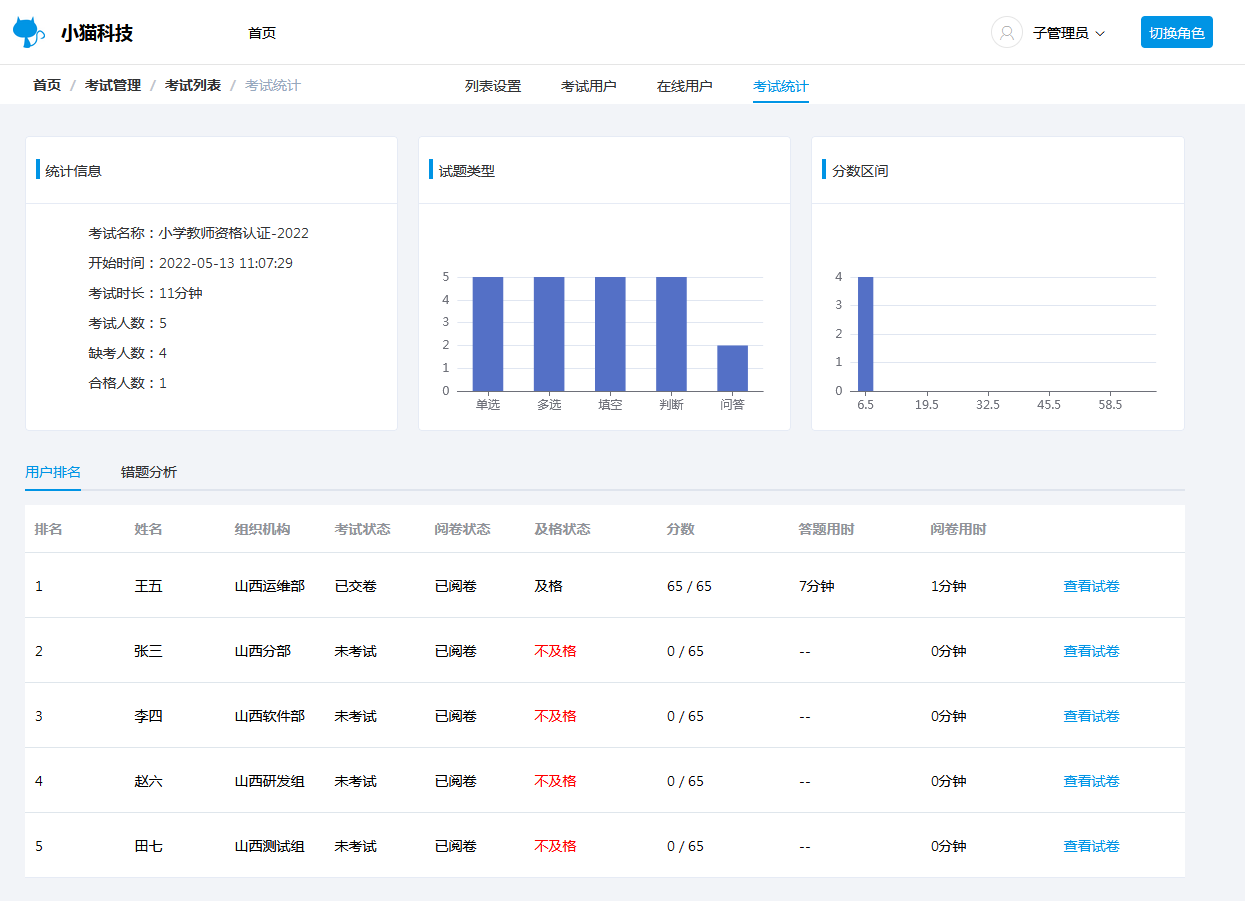 小猫科技 首页 子管理员 切换角色
首页 / 考试管理 / 考试列表 / 考试统计 列表设置 考试用户 在线用户 考试统计
统计信息
考试名称：小学教师资格认证-2022
开始时间：2022-05-13 11:07:29
考试时长：11分钟
考试人数：5
缺考人数：4
合格人数：1
试题类型
5
4
3
2
1
0
单选 多选 填空 判断 问答
分数区间
4
3
2
1
0
6.5 19.5 32.5 45.5 58.5
用户排名 错题分析
排名 姓名 组织机构 考试状态 阅卷状态 及格状态 分数 答题用时 阅卷用时
1 王五 山西运维部 已交卷 已阅卷 及格 65 / 65 7分钟 1分钟 查看试卷
2 张三 山西分部 未考试 已阅卷 不及格 0 / 65 -- 0分钟 查看试卷
3 李四 山西软件部 未考试 已阅卷 不及格 0 / 65 -- 0分钟 查看试卷
4 赵六 山西研发组 未考试 已阅卷 不及格 0 / 65 -- 0分钟 查看试卷
5 田七 山西测试组 未考试 已阅卷 不及格 0 / 65 -- 0分钟 查看试卷